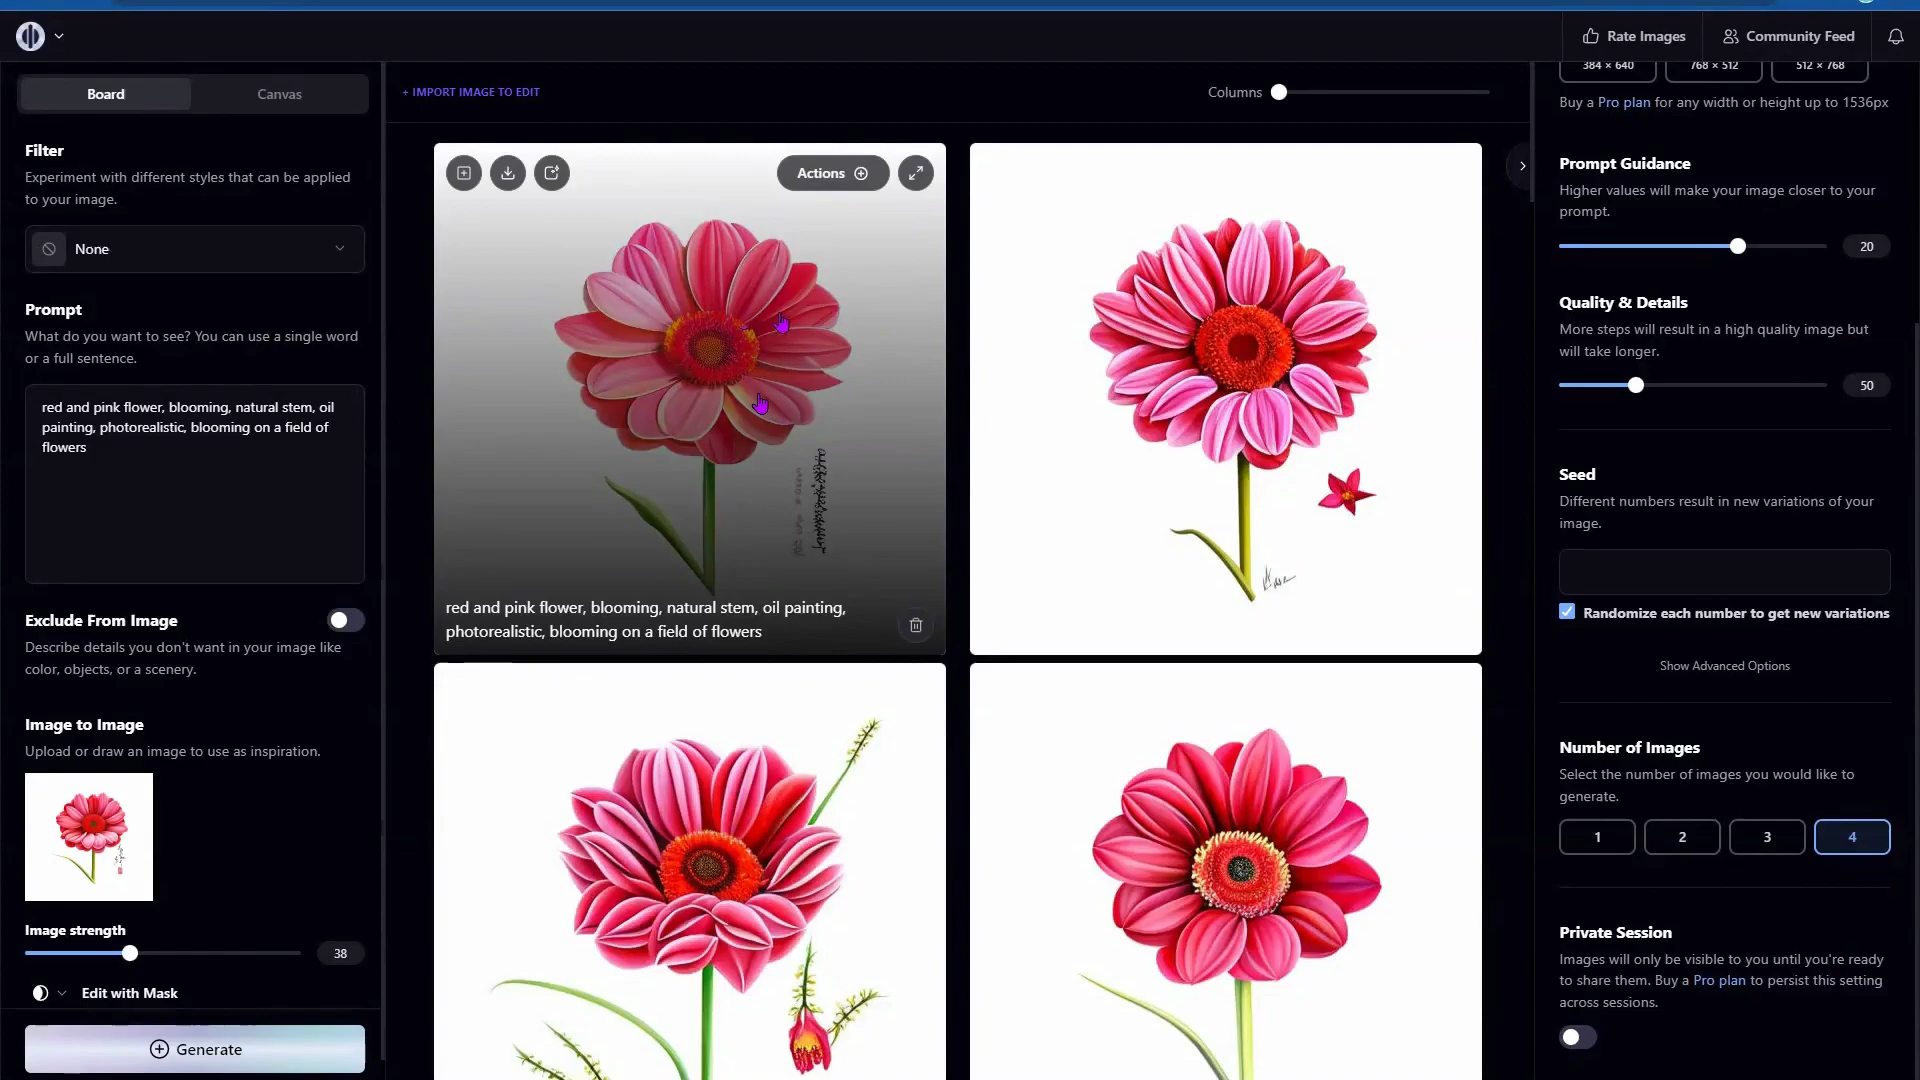 Rate Images
Community Feed
Board
Canvas
+ IMPORT IMAGE TO EDIT
Columns
384 × 640
768 × 512
512 × 768
Buy a Pro plan for any width or height up to 1536px
Filter
Experiment with different styles that can be applied
to your image.
None
Prompt
What do you want to see? You can use a single word
or a full sentence.
red and pink flower, blooming, natural stem, oil
painting, photorealistic, blooming on a field of
flowers
Exclude From Image
Describe details you don't want in your image like
color, objects, or a scenery.
Image to Image
Upload or draw an image to use as inspiration.
Image strength
38
Edit with Mask
Generate
Actions
red and pink flower, blooming, natural stem, oil painting,
photorealistic, blooming on a field of flowers
Prompt Guidance
Higher values will make your image closer to your
prompt.
20
Quality & Details
More steps will result in a high quality image but
will take longer.
50
Seed
Different numbers result in new variations of your
image.
Randomize each number to get new variations
Show Advanced Options
Number of Images
Select the number of images you would like to
generate.
1
2
3
4
Private Session
Images will only be visible to you until you're ready
to share them. Buy a Pro plan to persist this setting
across sessions.